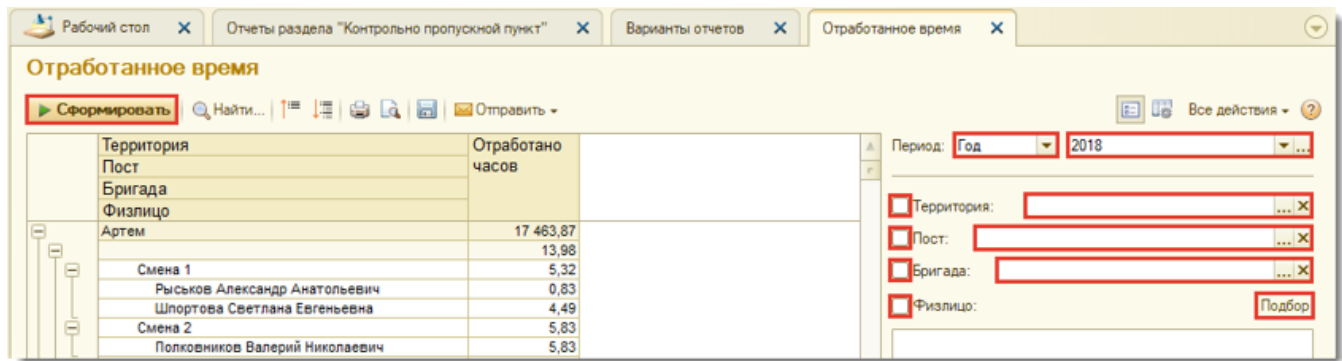 Рабочий стол
Отчеты раздела "Контрольно пропускной пункт"
Варианты отчетов
Отработанное время
Отработанное время
Сформировать
Найти...
Отправить
Все действия
Территория
Пост
Бригада
Физлицо
Отработано
часов
Артем 17 463,87
13,98
Смена 1 5,32
Рыськов Александр Анатольевич 0,83
Шпортова Светлана Евгеньевна 4,49
Смена 2 5,83
Полковников Валерий Николаевич 5,83
Период: Год 2018
Территория:
Пост:
Бригада:
Физлицо: Подбор